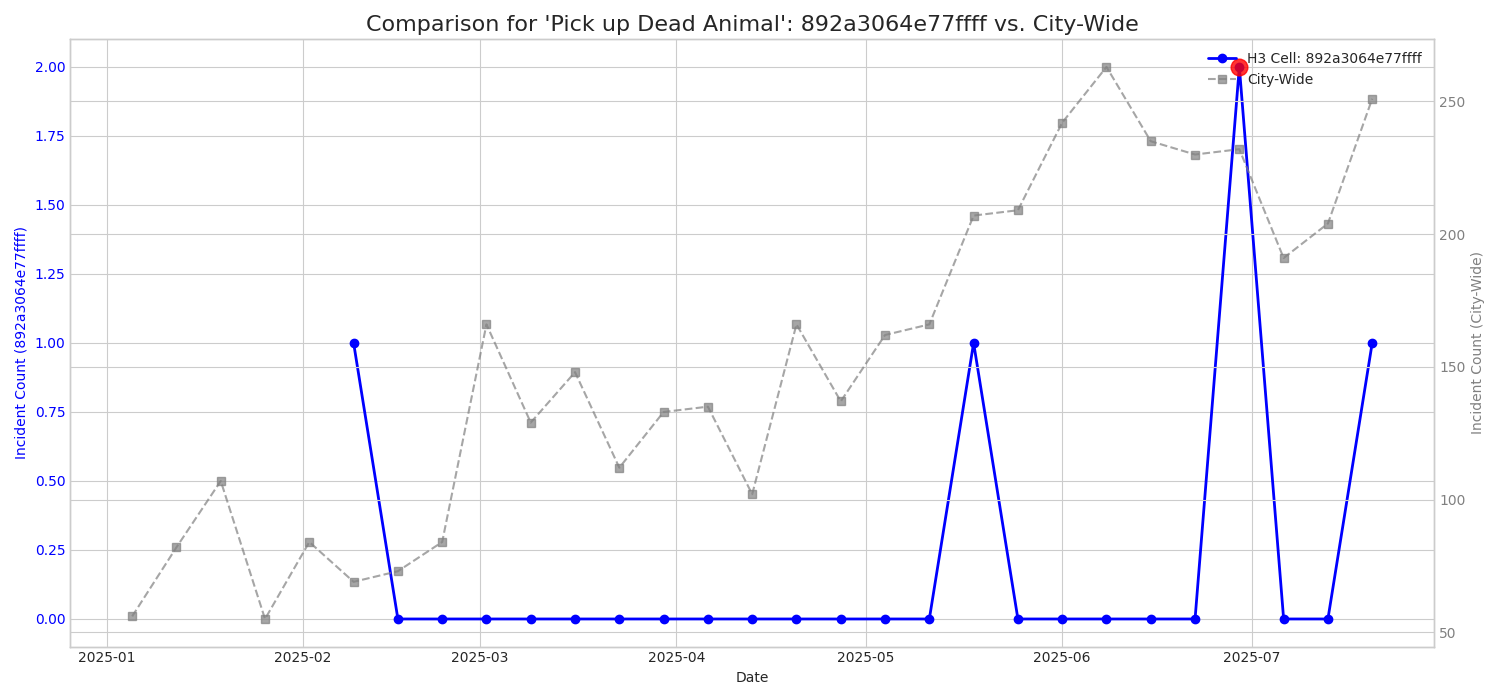 Comparison for 'Pick up Dead Animal': 892a3064e77ffff vs. City-Wide
H3 Cell: 892a3064e77ffff
City-Wide
Incident Count (892a3064e77ffff)
2.00
1.75
1.50
1.25
1.00
0.75
0.50
0.25
0.00
250
200
150
100
50
Incident Count (City-Wide)
2025-01 2025-02 2025-03 2025-04 2025-05 2025-06 2025-07
Date